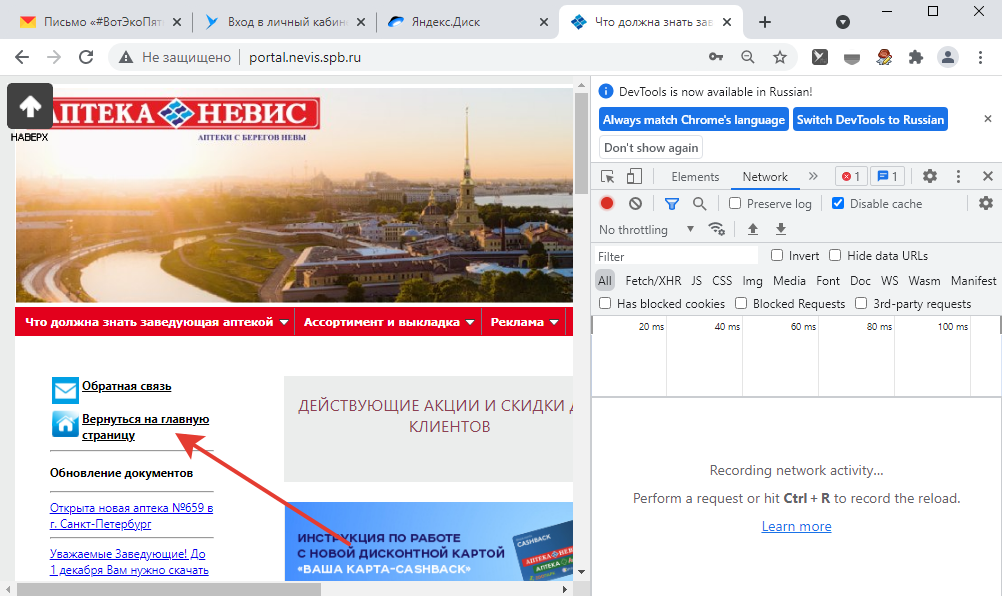 Письмо «#ВотЭкоПят
Вход в личный кабин
Яндекс.Диск
Что должна знать зав
Не защищено
portal.nevis.spb.ru
НАВЕРХ
АПТЕКА НЕВИС
АПТЕКИ С БЕРЕГОВ НЕВЫ
Что должна знать заведующая аптекой
Ассортимент и выкладка
Реклама
Обратная связь
Вернуться на главную
страницу
Обновление документов
Открыта новая аптека №659 в
г. Санкт-Петербург
Уважаемые Заведующие! До
1 декабря Вам нужно скачать
ДЕЙСТВУЮЩИЕ АКЦИИ И СКИДКИ Д
КЛИЕНТОВ
ИНСТРУКЦИЯ ПО РАБОТЕ
С НОВОЙ ДИСКОНТНОЙ КАРТОЙ
«ВАША КАРТА-CASHBACK»
CASHBACK
АПТЕКА НЕВИС
DevTools is now available in Russian!
Always match Chrome's language
Switch DevTools to Russian
Don't show again
Elements
Network
1
1
Preserve log
Disable cache
No throttling
Filter
Invert
Hide data URLs
All Fetch/XHR JS CSS Img Media Font Doc WS Wasm Manifest
Has blocked cookies
Blocked Requests
3rd-party requests
20 ms
40 ms
60 ms
80 ms
100 ms
Recording network activity...
Perform a request or hit Ctrl + R to record the reload.
Learn more